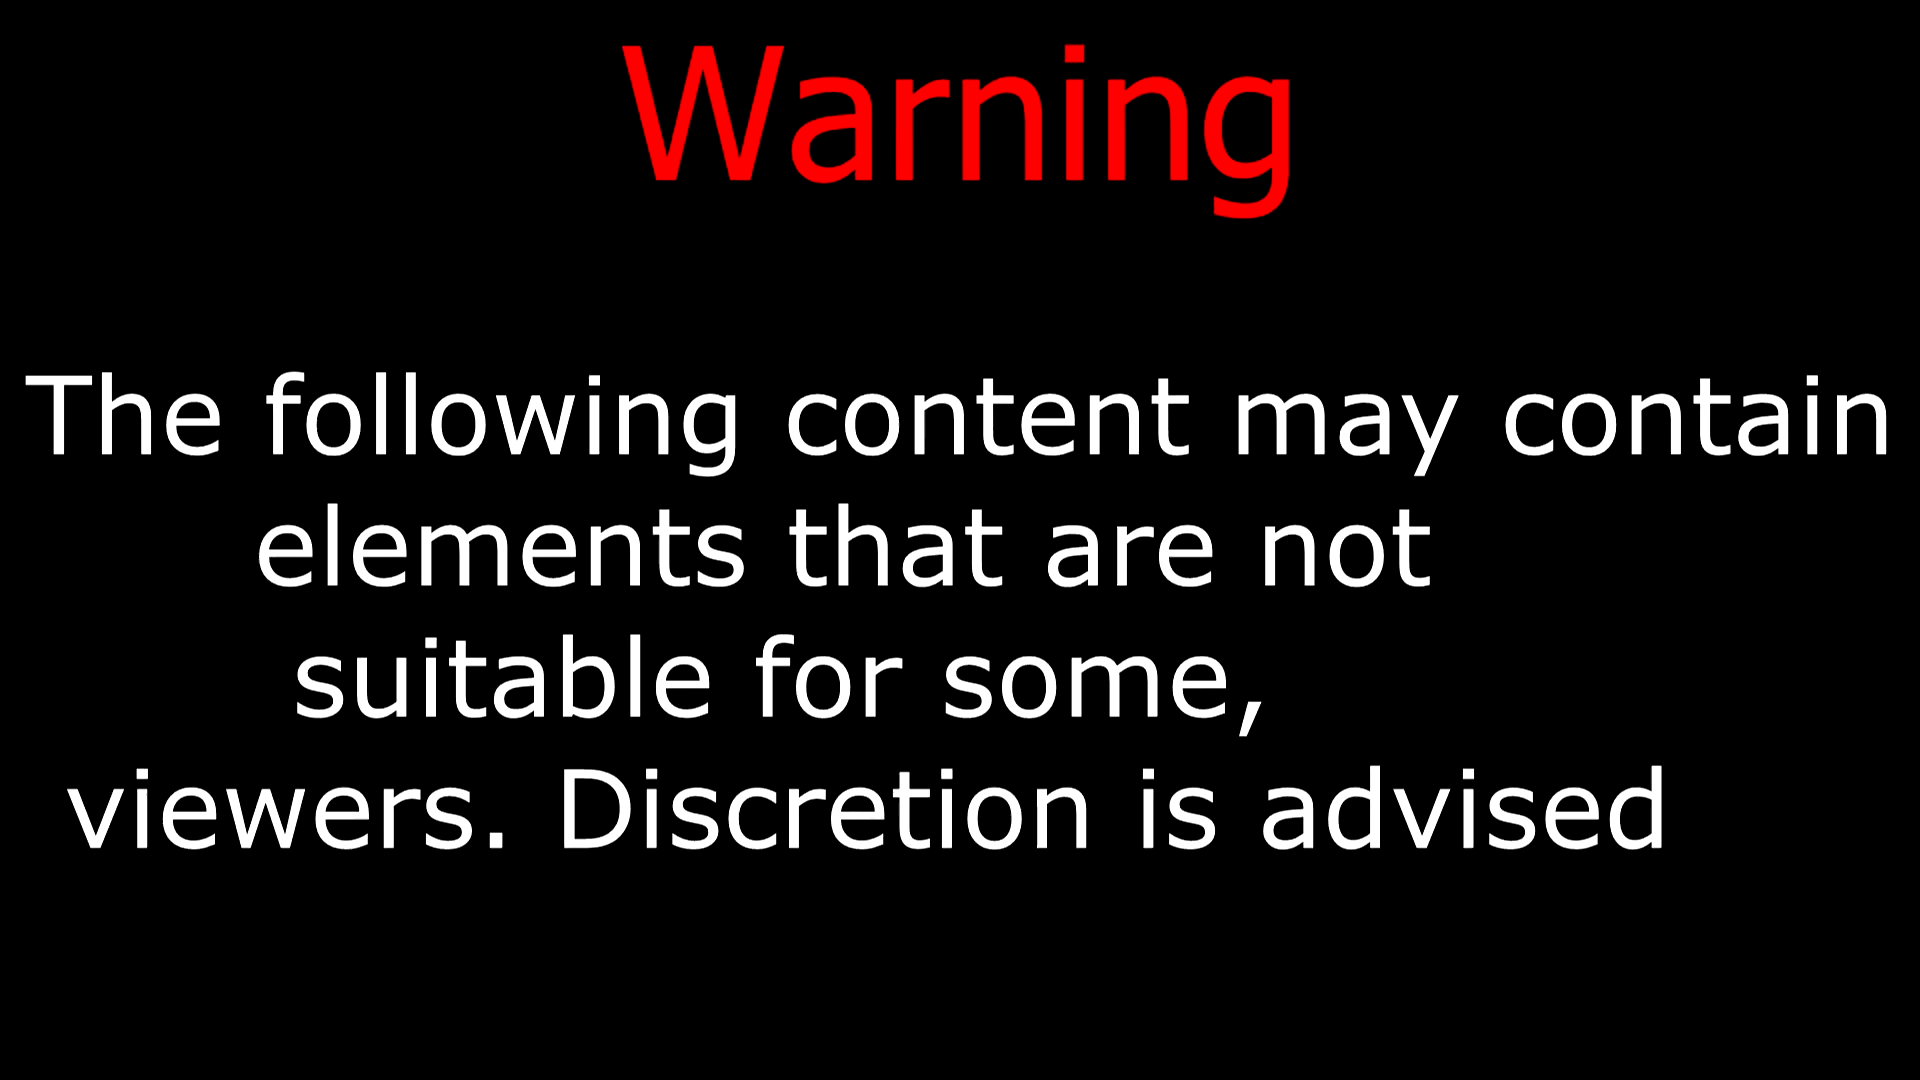 Warning
The following content may contain
elements that are not
suitable for some,
viewers. Discretion is advised